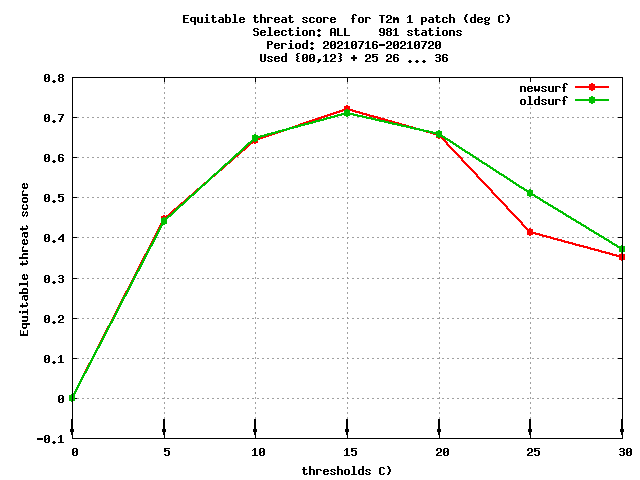 Equitable threat score  for T2m 1 patch (deg C)
Selection: ALL    981 stations
Period: 20210716-20210720
Used {00,12} + 25 26 ... 36
newsurf
oldsurf
0.8
0.7
0.6
0.5
0.4
0.3
0.2
0.1
0
-0.1
Equitable threat score
0 5 10 15 20 25 30
thresholds C)